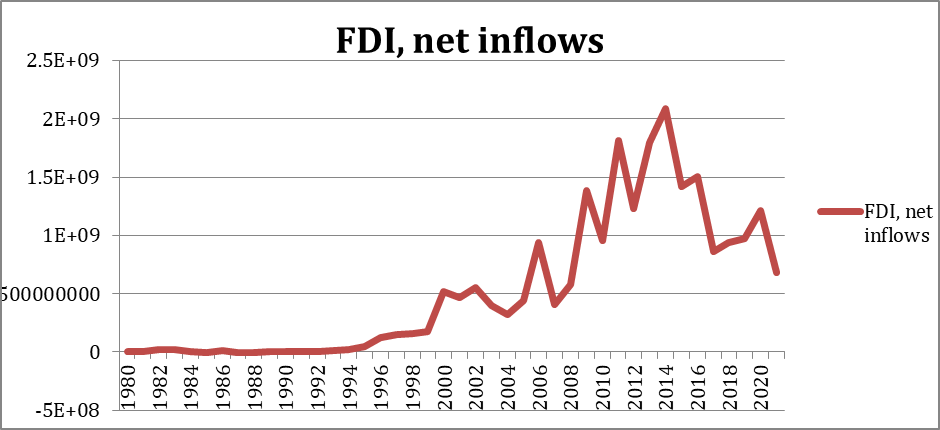 FDI, net inflows
2.5E+09
2E+09
1.5E+09
1E+09
500000000
0
-5E+08
1980
1982
1984
1986
1988
1990
1992
1994
1996
1998
2000
2002
2004
2006
2008
2010
2012
2014
2016
2018
2020
FDI, net
inflows